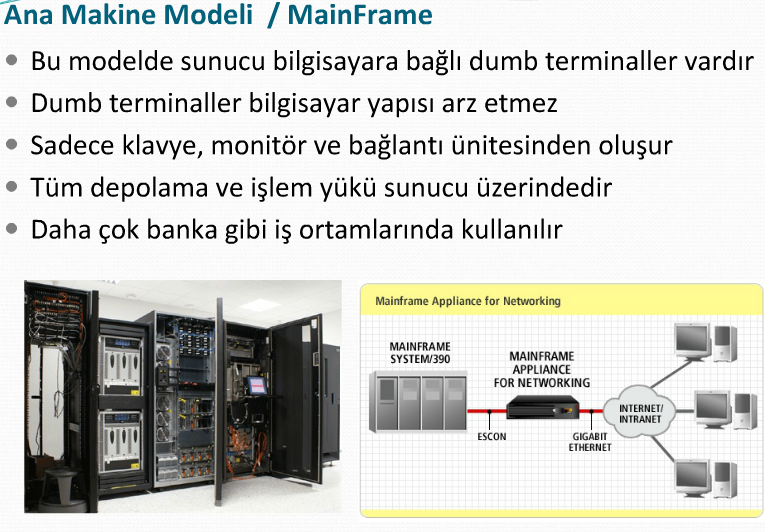 Ana Makine Modeli / MainFrame
• Bu modelde sunucu bilgisayara bağlı dumb terminaller vardır
• Dumb terminaller bilgisayar yapısı arz etmez
• Sadece klavye, monitör ve bağlantı ünitesinden oluşur
• Tüm depolama ve işlem yükü sunucu üzerindedir
• Daha çok banka gibi iş ortamlarında kullanılır
Mainframe Appliance for Networking
MAINFRAME
SYSTEM/390
MAINFRAME
APPLIANCE
FOR NETWORKING
ESCON
GIGABIT
ETHERNET
INTERNET/
INTRANET